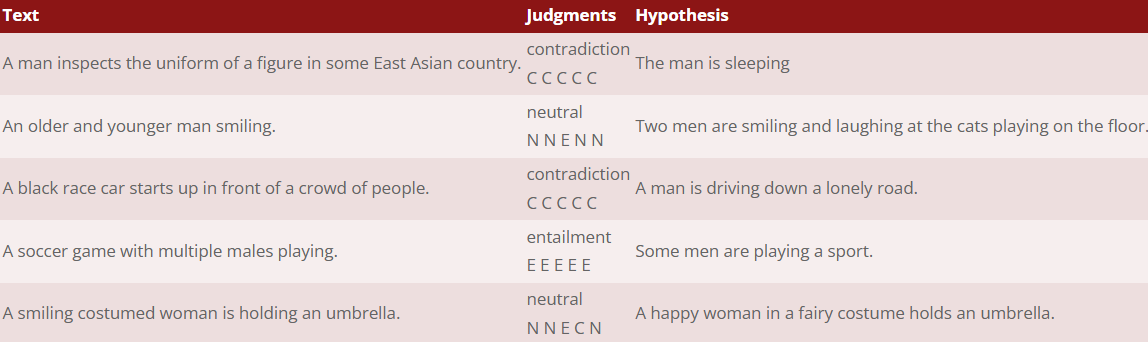 Text Judgments Hypothesis
A man inspects the uniform of a figure in some East Asian country. contradiction The man is sleeping
C C C C C
An older and younger man smiling. neutral Two men are smiling and laughing at the cats playing on the floor.
N N E N N
A black race car starts up in front of a crowd of people. contradiction A man is driving down a lonely road.
C C C C C
A soccer game with multiple males playing. entailment Some men are playing a sport.
E E E E E
A smiling costumed woman is holding an umbrella. neutral A happy woman in a fairy costume holds an umbrella.
N N E C N